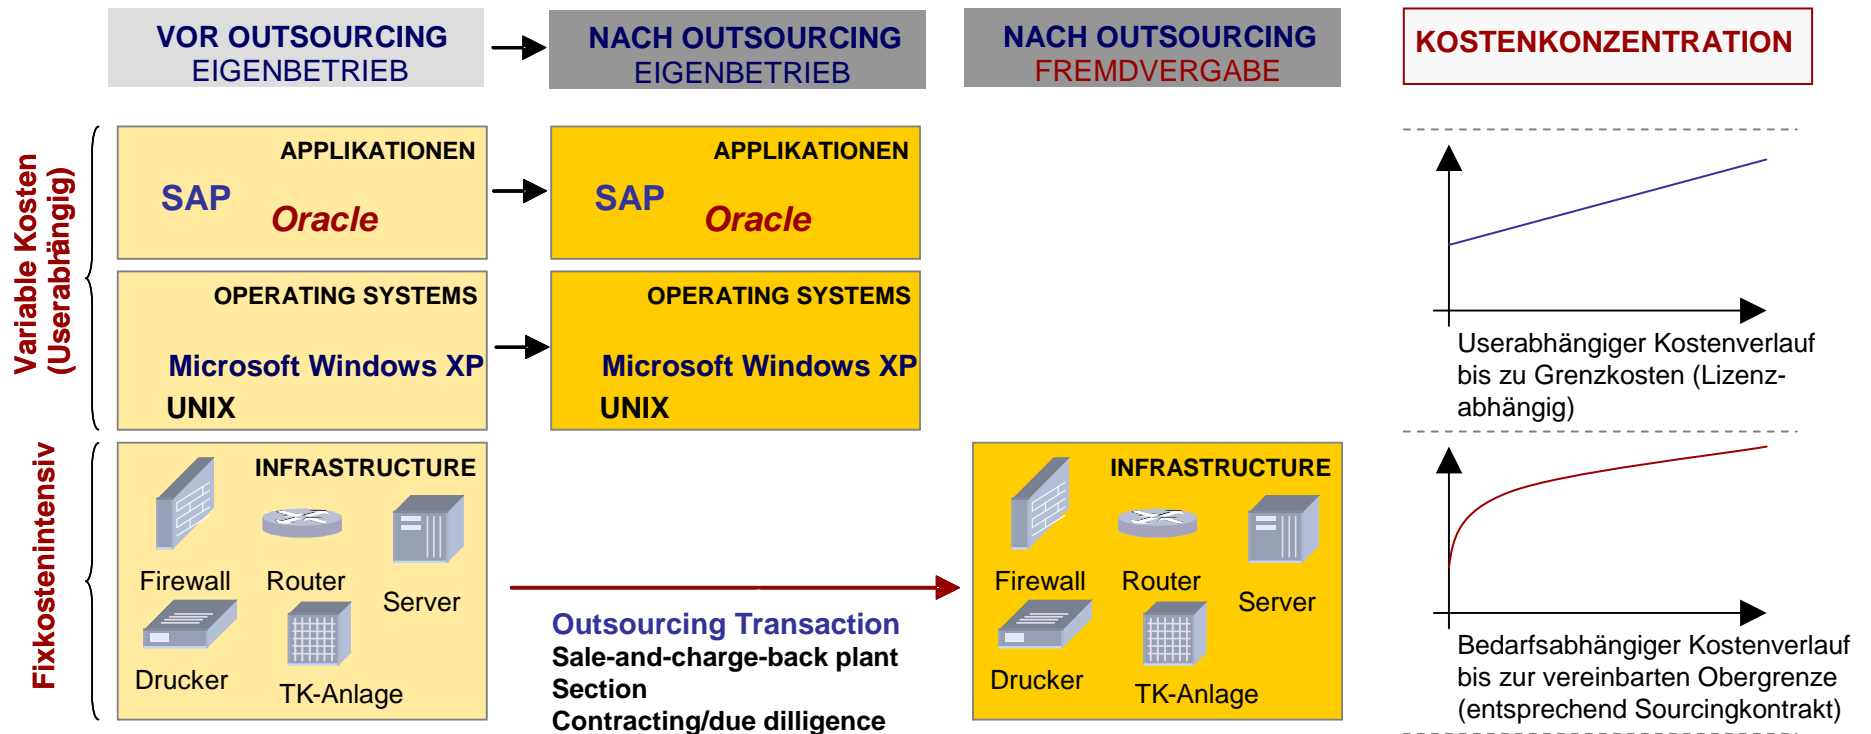 VOR OUTSOURCING
EIGENBETRIEB
NACH OUTSOURCING
EIGENBETRIEB
NACH OUTSOURCING
FREMDVERGABE
KOSTENKONZENTRATION
Variable Kosten
(Userabhängig)
APPLIKATIONEN
SAP
Oracle
APPLIKATIONEN
SAP
Oracle
OPERATING SYSTEMS
Microsoft Windows XP
UNIX
OPERATING SYSTEMS
Microsoft Windows XP
UNIX
Userabhängiger Kostenverlauf
bis zu Grenzkosten (Lizenz-
abhängig)
Fixkostenintensiv
INFRASTRUCTURE
Firewall
Router
Server
Drucker
TK-Anlage
Outsourcing Transaction
Sale-and-charge-back plant
Section
Contracting/due dilligence
INFRASTRUCTURE
Firewall
Router
Server
Drucker
TK-Anlage
Bedarfsabhängiger Kostenverlauf
bis zur vereinbarten Obergrenze
(entsprechend Sourcingkontrakt)